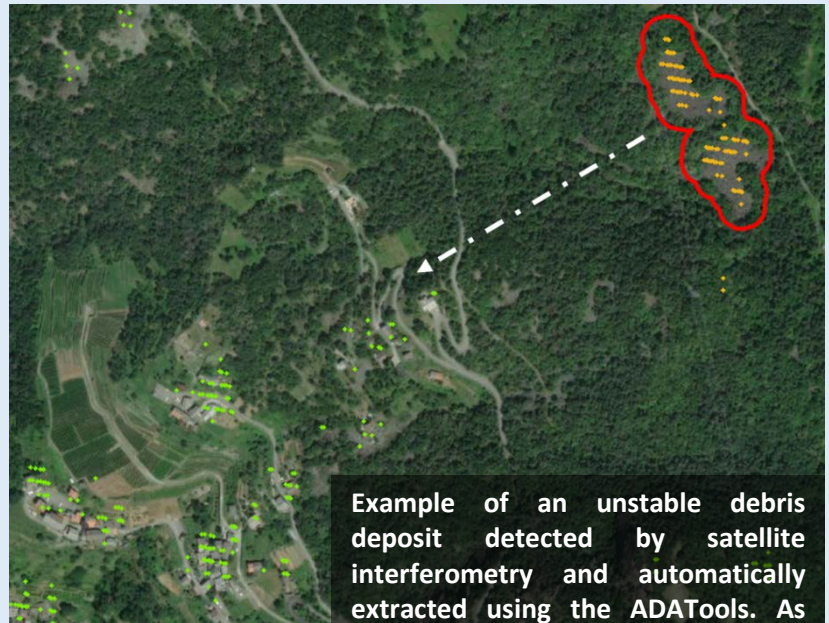 Example of an unstable debris
deposit detected by satellite
interferometry and automatically
extracted using the ADATools. As